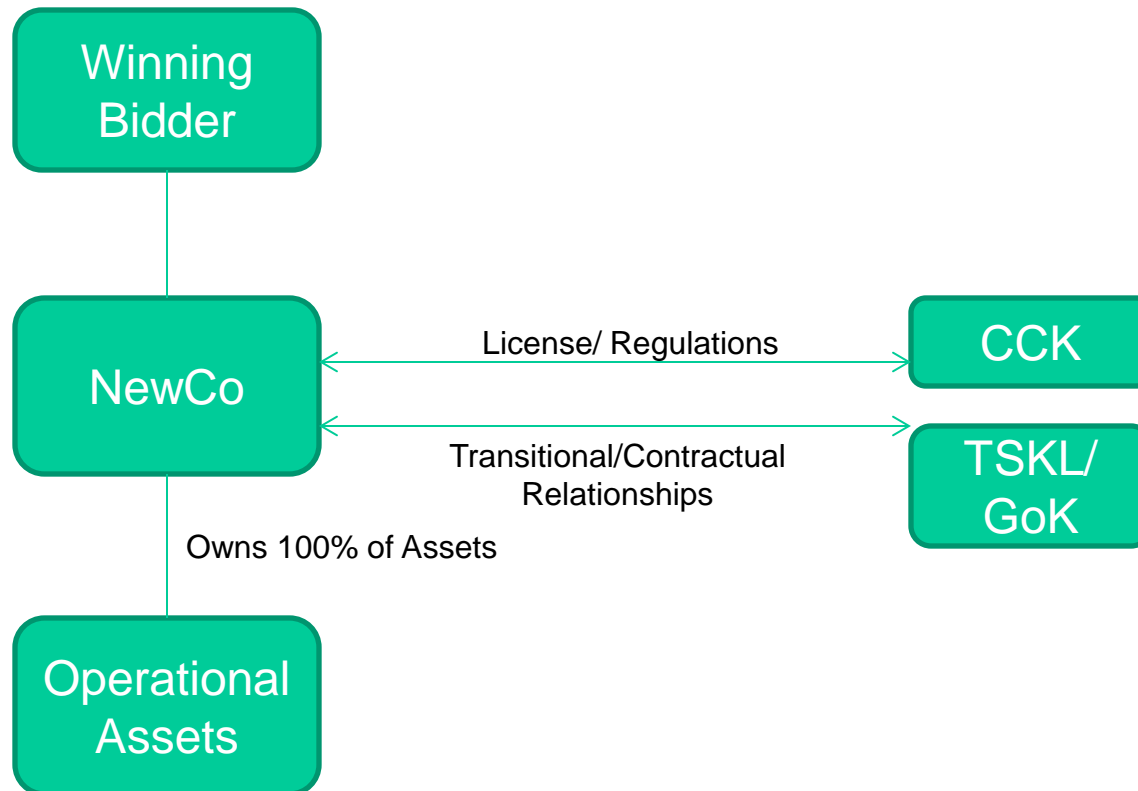 Winning
Bidder
NewCo
License/ Regulations
CCK
Transitional/Contractual
Relationships
TSKL/
GoK
Owns 100% of Assets
Operational
Assets